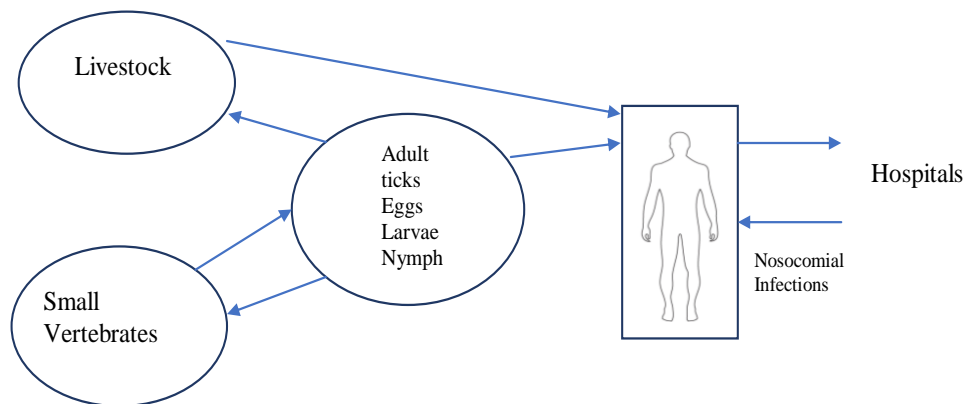 Livestock
Adult
ticks
Eggs
Larvae
Nymph
Small
Vertebrates
Hospitals
Nosocomial
Infections